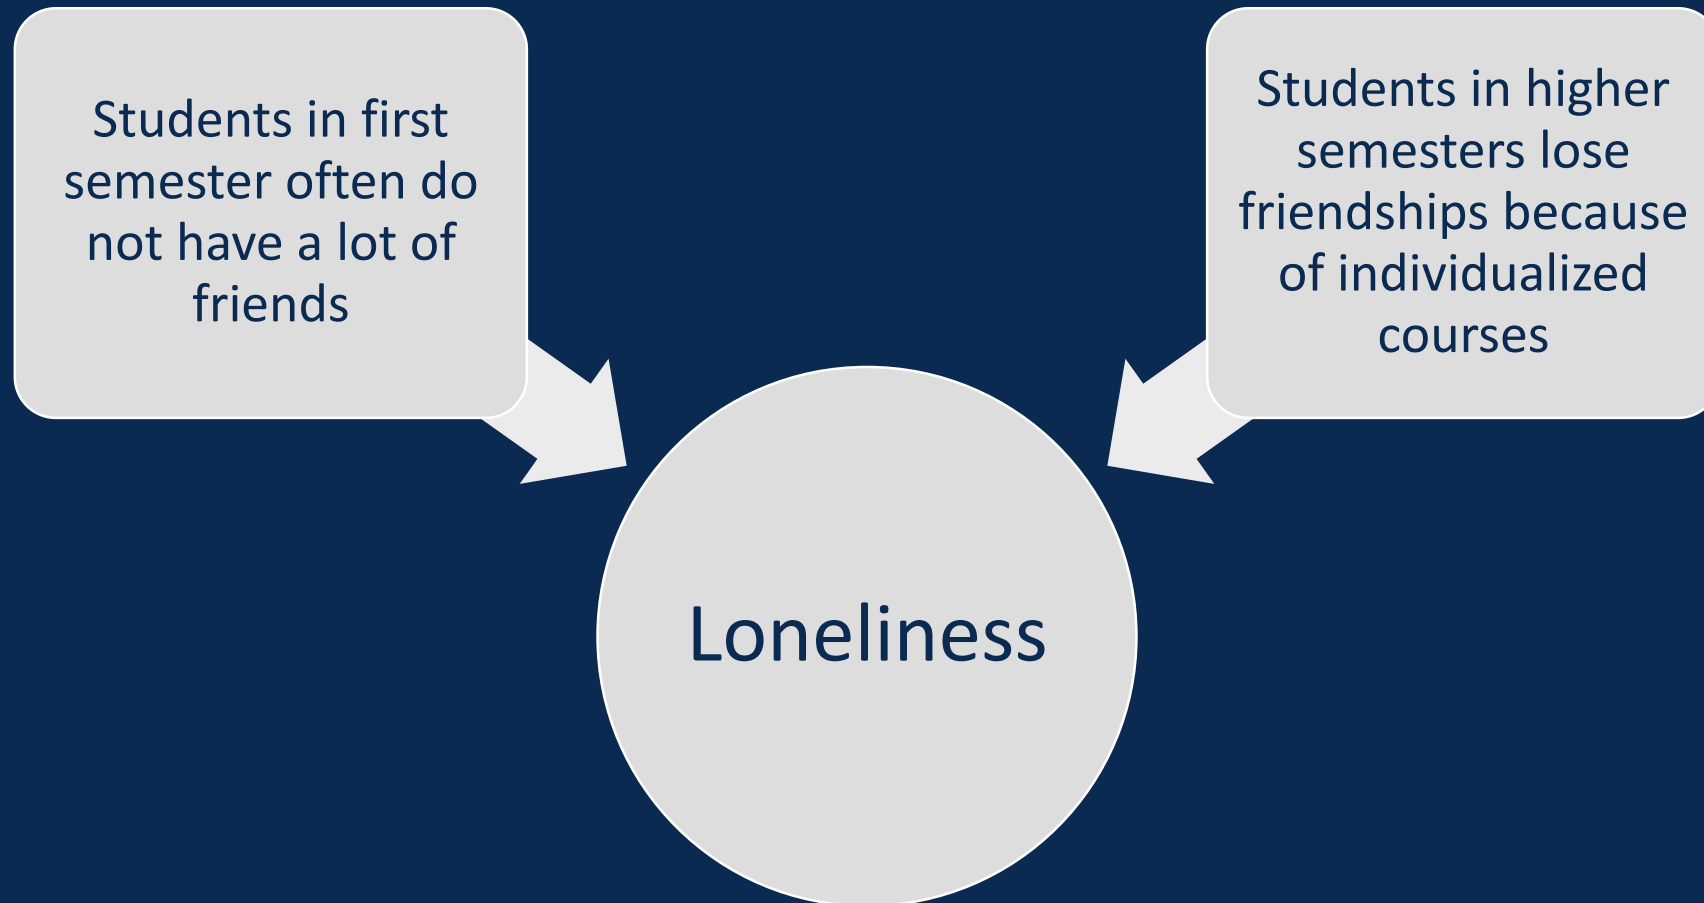 Students in first
semester often do
not have a lot of
friends
Students in higher
semesters lose
friendships because
of individualized
courses
Loneliness